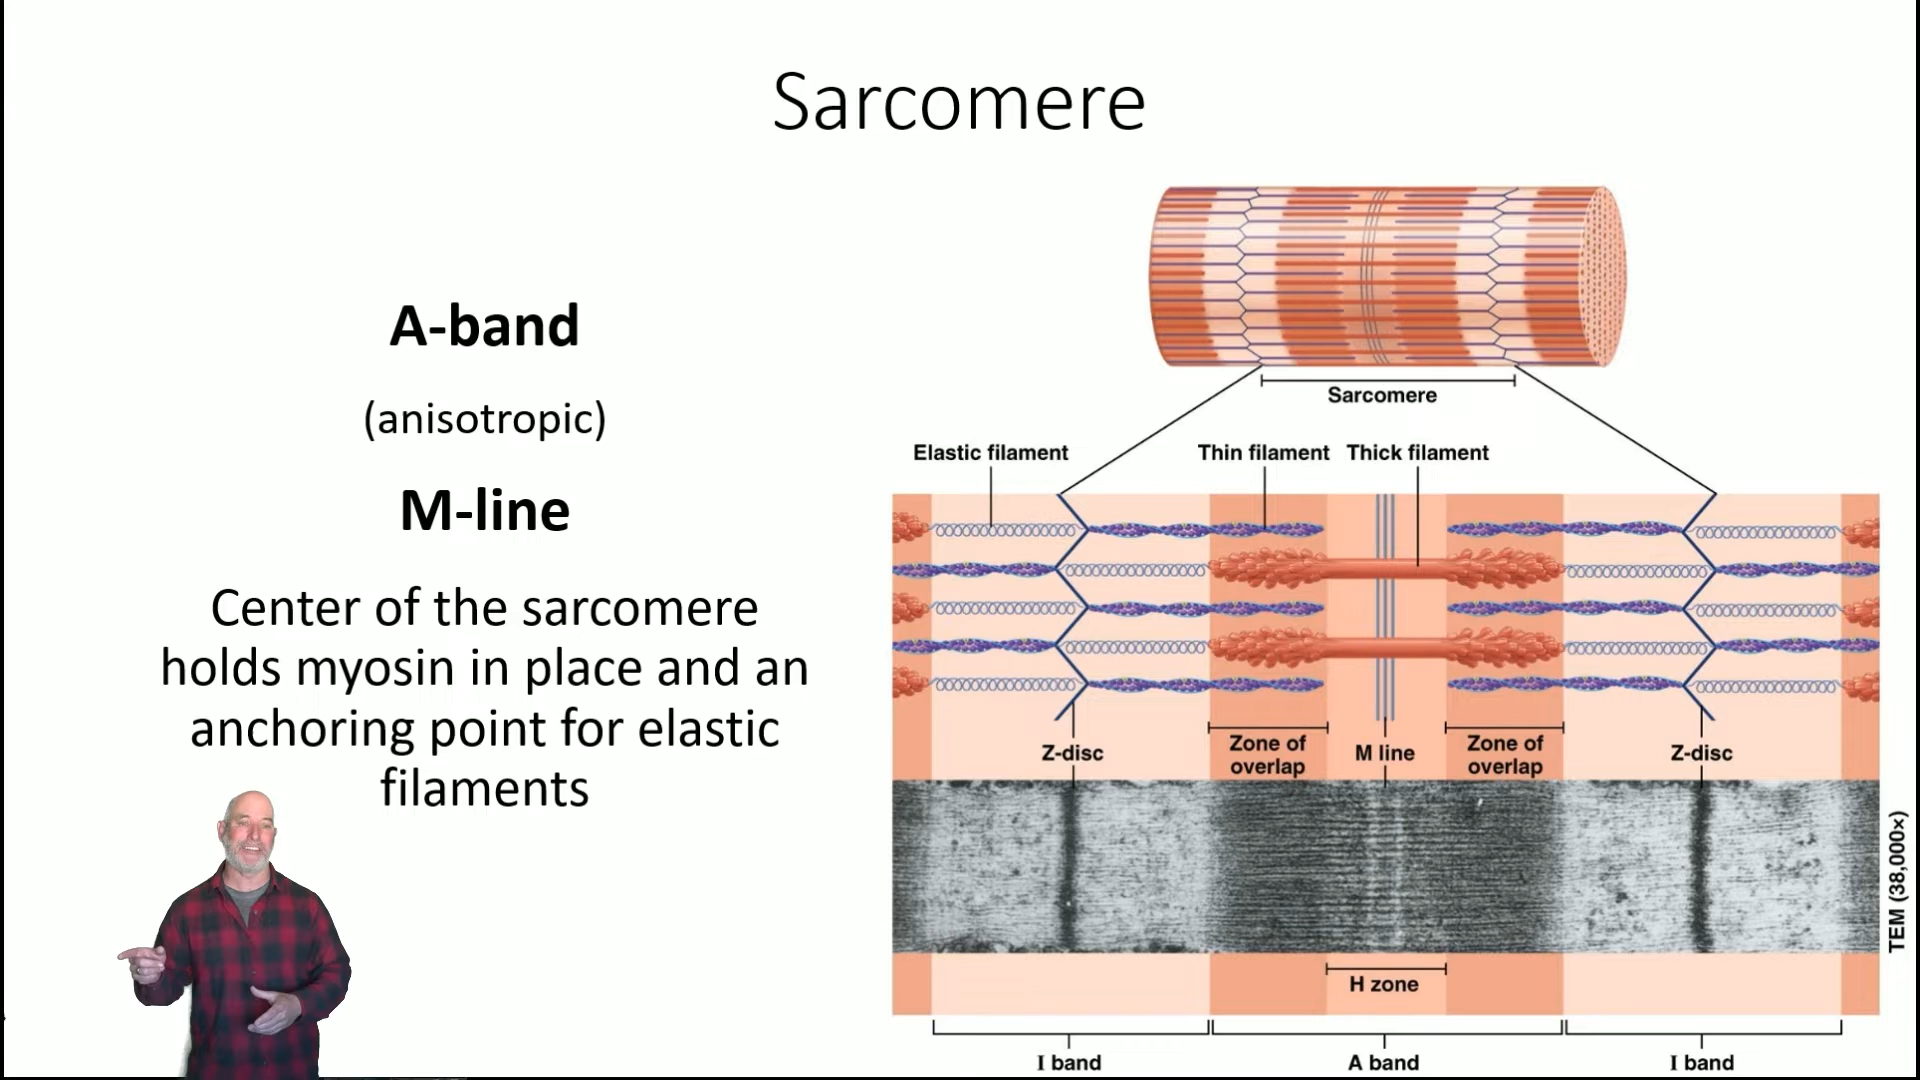 Sarcomere
A-band
(anisotropic)
M-line
Center of the sarcomere
holds myosin in place and an
anchoring point for elastic
filaments
Sarcomere
Elastic filament
Thin filament
Thick filament
Z-disc
Zone of
overlap
M line
Zone of
overlap
Z-disc
TEM (38,000×)
H zone
I band
A band
I band